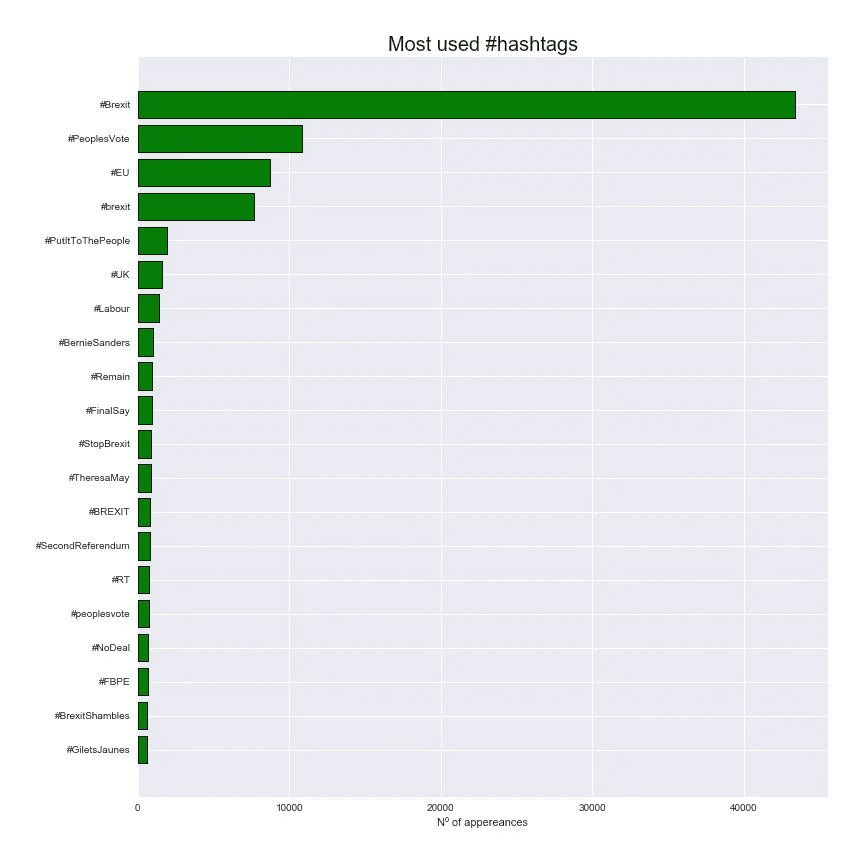 Most used #hashtags
#Brexit
#PeoplesVote
#EU
#brexit
#PutItToThePeople
#UK
#Labour
#BernieSanders
#Remain
#FinalSay
#StopBrexit
#TheresaMay
#BREXIT
#SecondReferendum
#RT
#peoplesvote
#NoDeal
#FBPE
#BrexitShambles
#GiletsJaunes
0 10000 20000 30000 40000
Nº of appereances